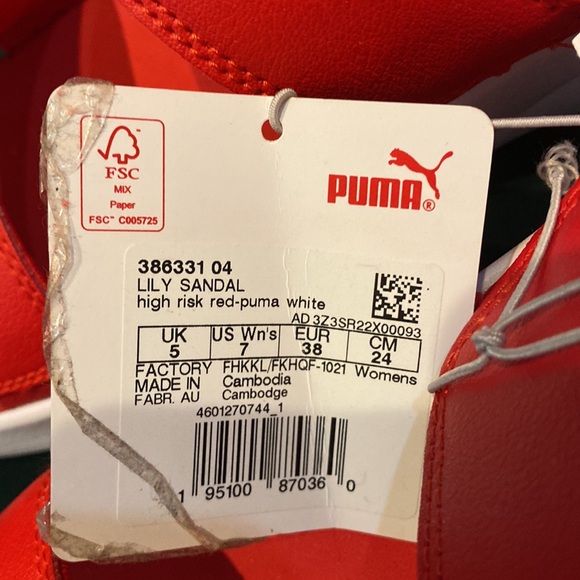 FSC
MIX
Paper
FSC™ C005725
PUMA®
386331 04
LILY SANDAL
high risk red-puma white
AD 3Z3SR22X00093
UK US Wn's EUR CM
5 7 38 24
FACTORY FHKKL/FKHQF-1021 Womens
MADE IN Cambodia
FABR. AU Cambodge
4601270744_1
1 95100 87036 0